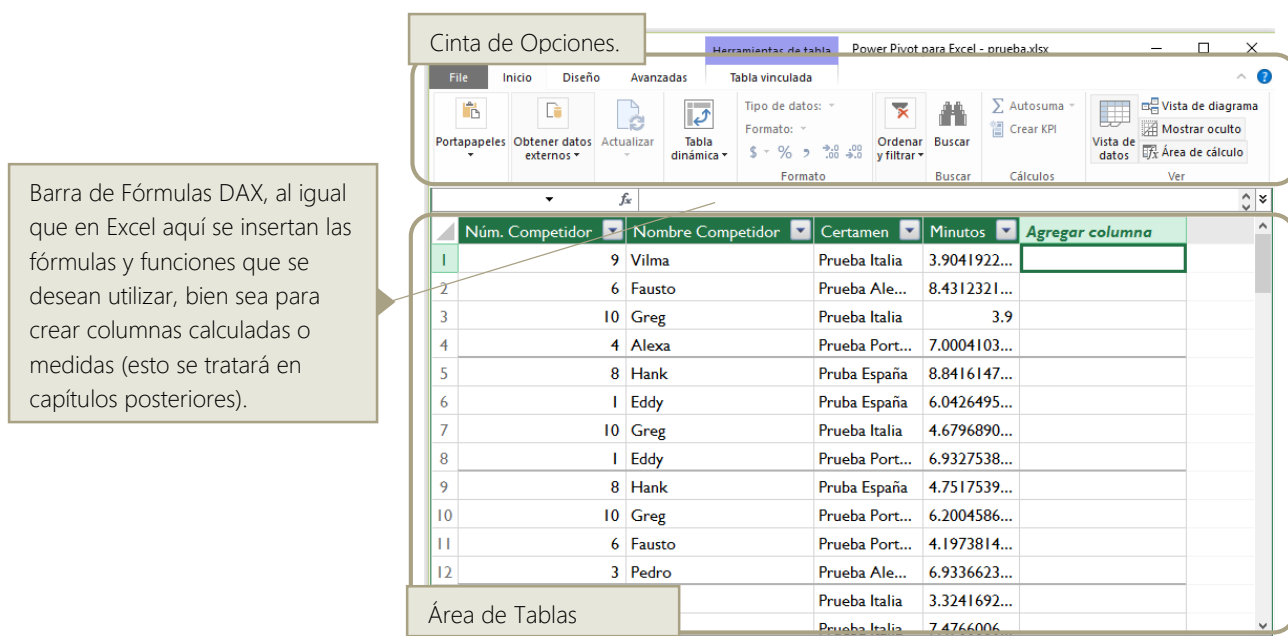 Cinta de Opciones.
Herramientas de tabla Power Pivot para Excel - prueba.xlsx
File Inicio Diseño Avanzadas Tabla vinculada
Portapapeles
Obtener datos externos
Actualizar
Tabla dinámica
Tipo de datos:
Formato:
$ % , .00 .00
Formato
Ordenar y filtrar
Buscar
Buscar
Autosuma
Crear KPI
Cálculos
Vista de datos
Vista de diagrama
Mostrar oculto
Área de cálculo
Ver
Barra de Fórmulas DAX, al igual
que en Excel aquí se insertan las
fórmulas y funciones que se
desean utilizar, bien sea para
crear columnas calculadas o
medidas (esto se tratará en
capítulos posteriores).
fx
Núm. Competidor Nombre Competidor Certamen Minutos Agregar columna
1 9 Vilma Prueba Italia 3.9041922...
2 6 Fausto Prueba Ale... 8.4312321...
3 10 Greg Prueba Italia 3.9
4 4 Alexa Prueba Port... 7.0004103...
5 8 Hank Pruba España 8.8416147...
6 1 Eddy Pruba España 6.0426495...
7 10 Greg Prueba Italia 4.6796890...
8 1 Eddy Prueba Port... 6.9327538...
9 8 Hank Pruba España 4.7517539...
10 10 Greg Prueba Port... 6.2004586...
11 6 Fausto Prueba Port... 4.1973814...
12 3 Pedro Prueba Ale... 6.9336623...
Prueba Italia 3.3241692...
Prueba Italia 7.4766006...
Área de Tablas